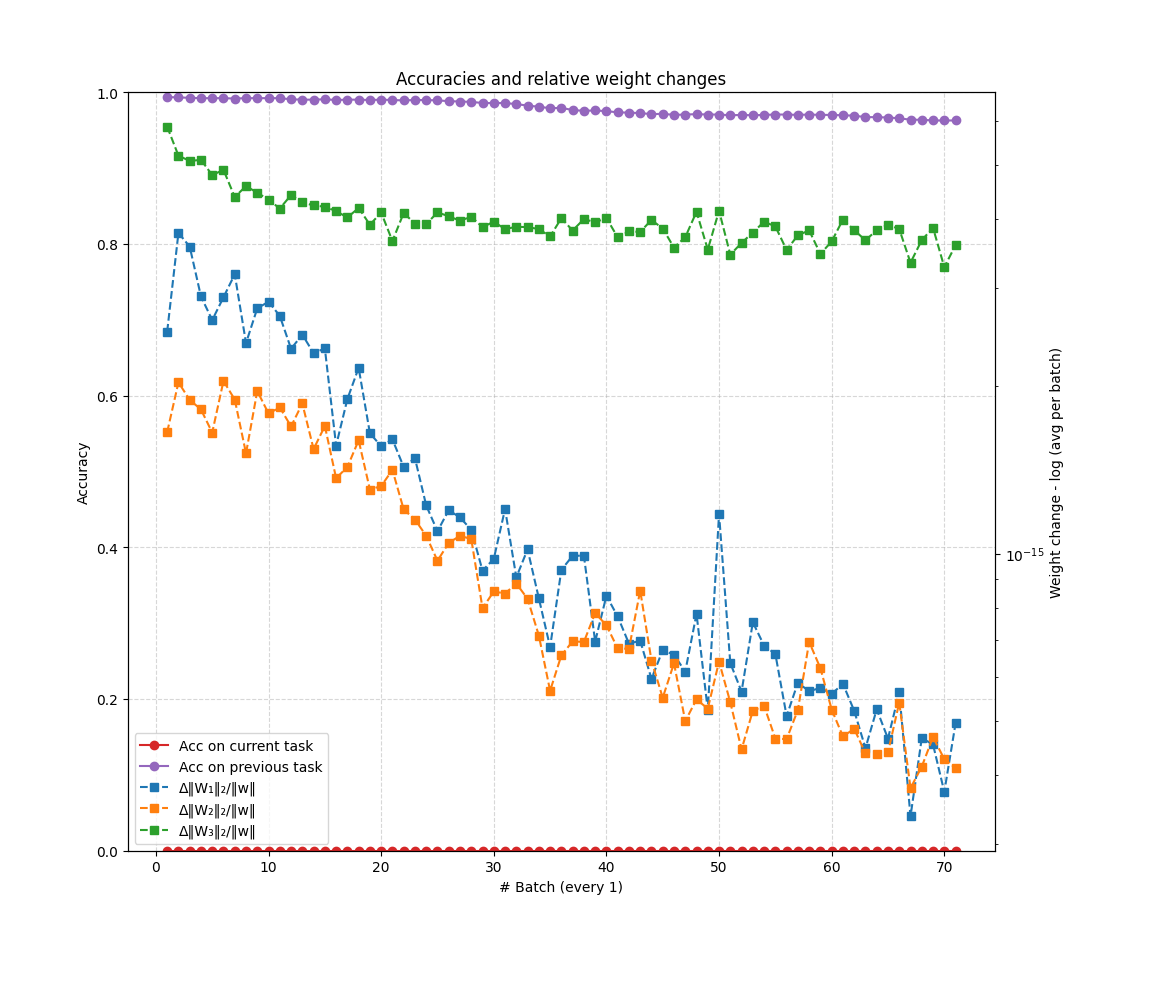 Accuracies and relative weight changes
1.0
0.8
0.6
0.4
0.2
0.0
Accuracy
10⁻¹⁵
Weight change - log (avg per batch)
Acc on current task
Acc on previous task
Δ‖W₁‖₂/‖w‖
Δ‖W₂‖₂/‖w‖
Δ‖W₃‖₂/‖w‖
0 10 20 30 40 50 60 70
# Batch (every 1)